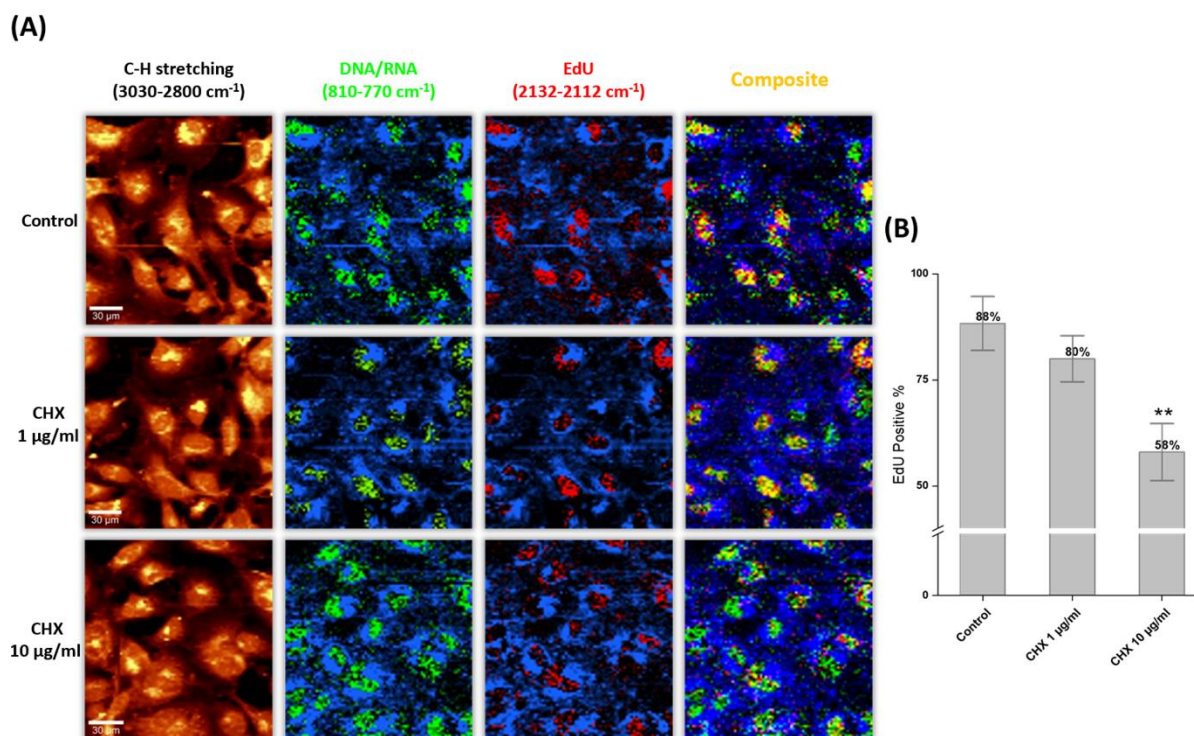 (A)
C-H stretching
(3030-2800 cm⁻¹)
DNA/RNA
(810-770 cm⁻¹)
EdU
(2132-2112 cm⁻¹)
Composite
Control
30 µm
CHX
1 µg/ml
30 µm
CHX
10 µg/ml
30 µm
(B)
EdU Positive %
100
75
50
0
88%
80%
**
58%
Control
CHX 1 µg/ml
CHX 10 µg/ml